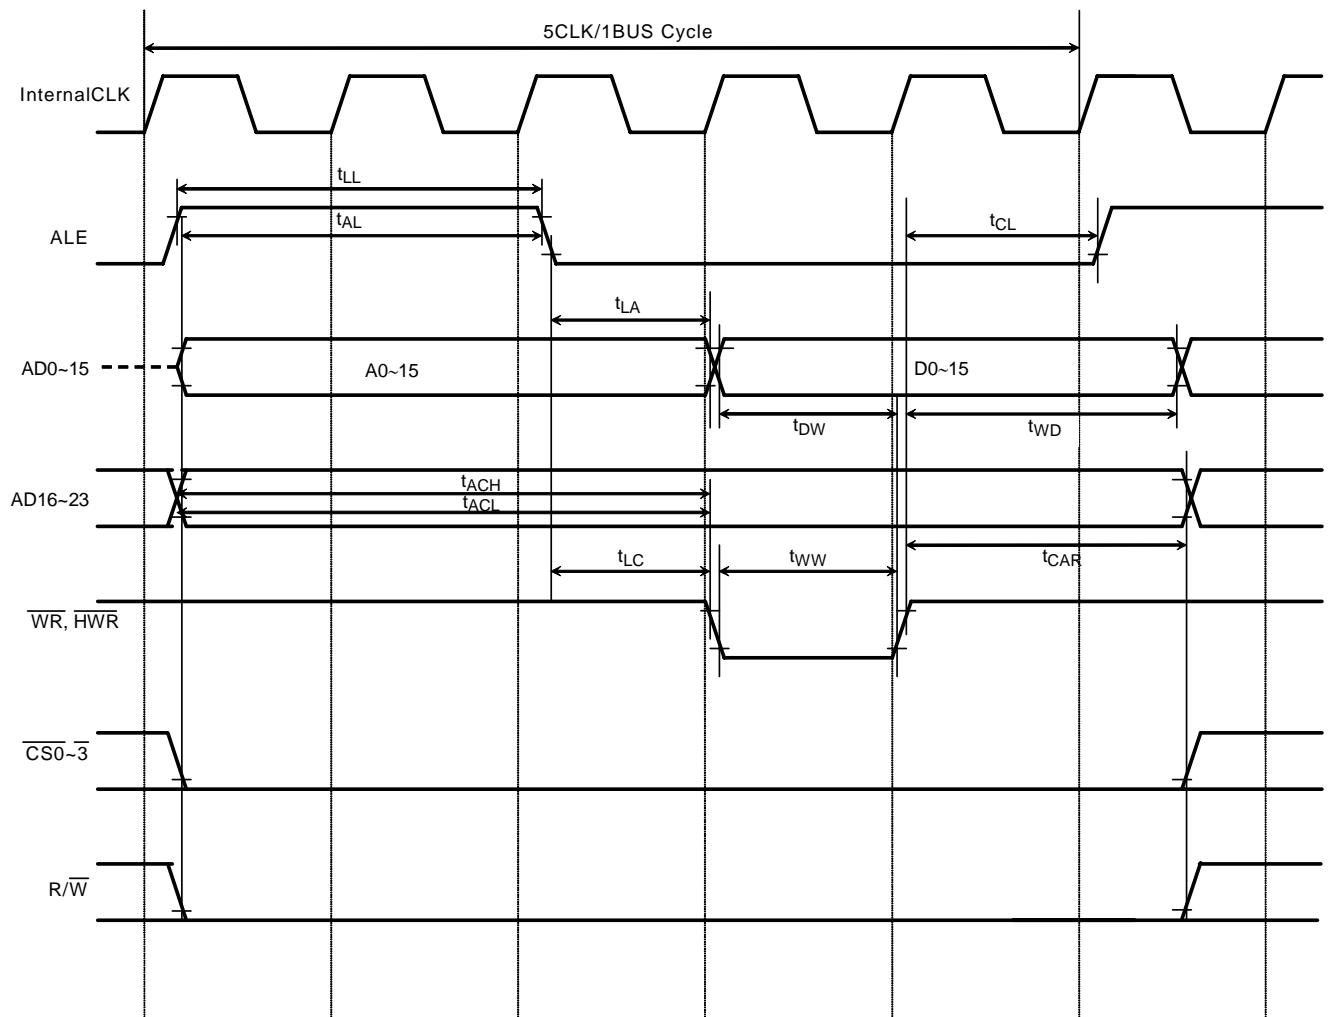 5CLK/1BUS Cycle
InternalCLK
tLL
tAL
tCL
ALE
tLA
AD0~15
A0~15
D0~15
tDW
tWD
tACH
AD16~23
tACL
tLC
tWW
tCAR
WR, HWR
CS0~3
R/W